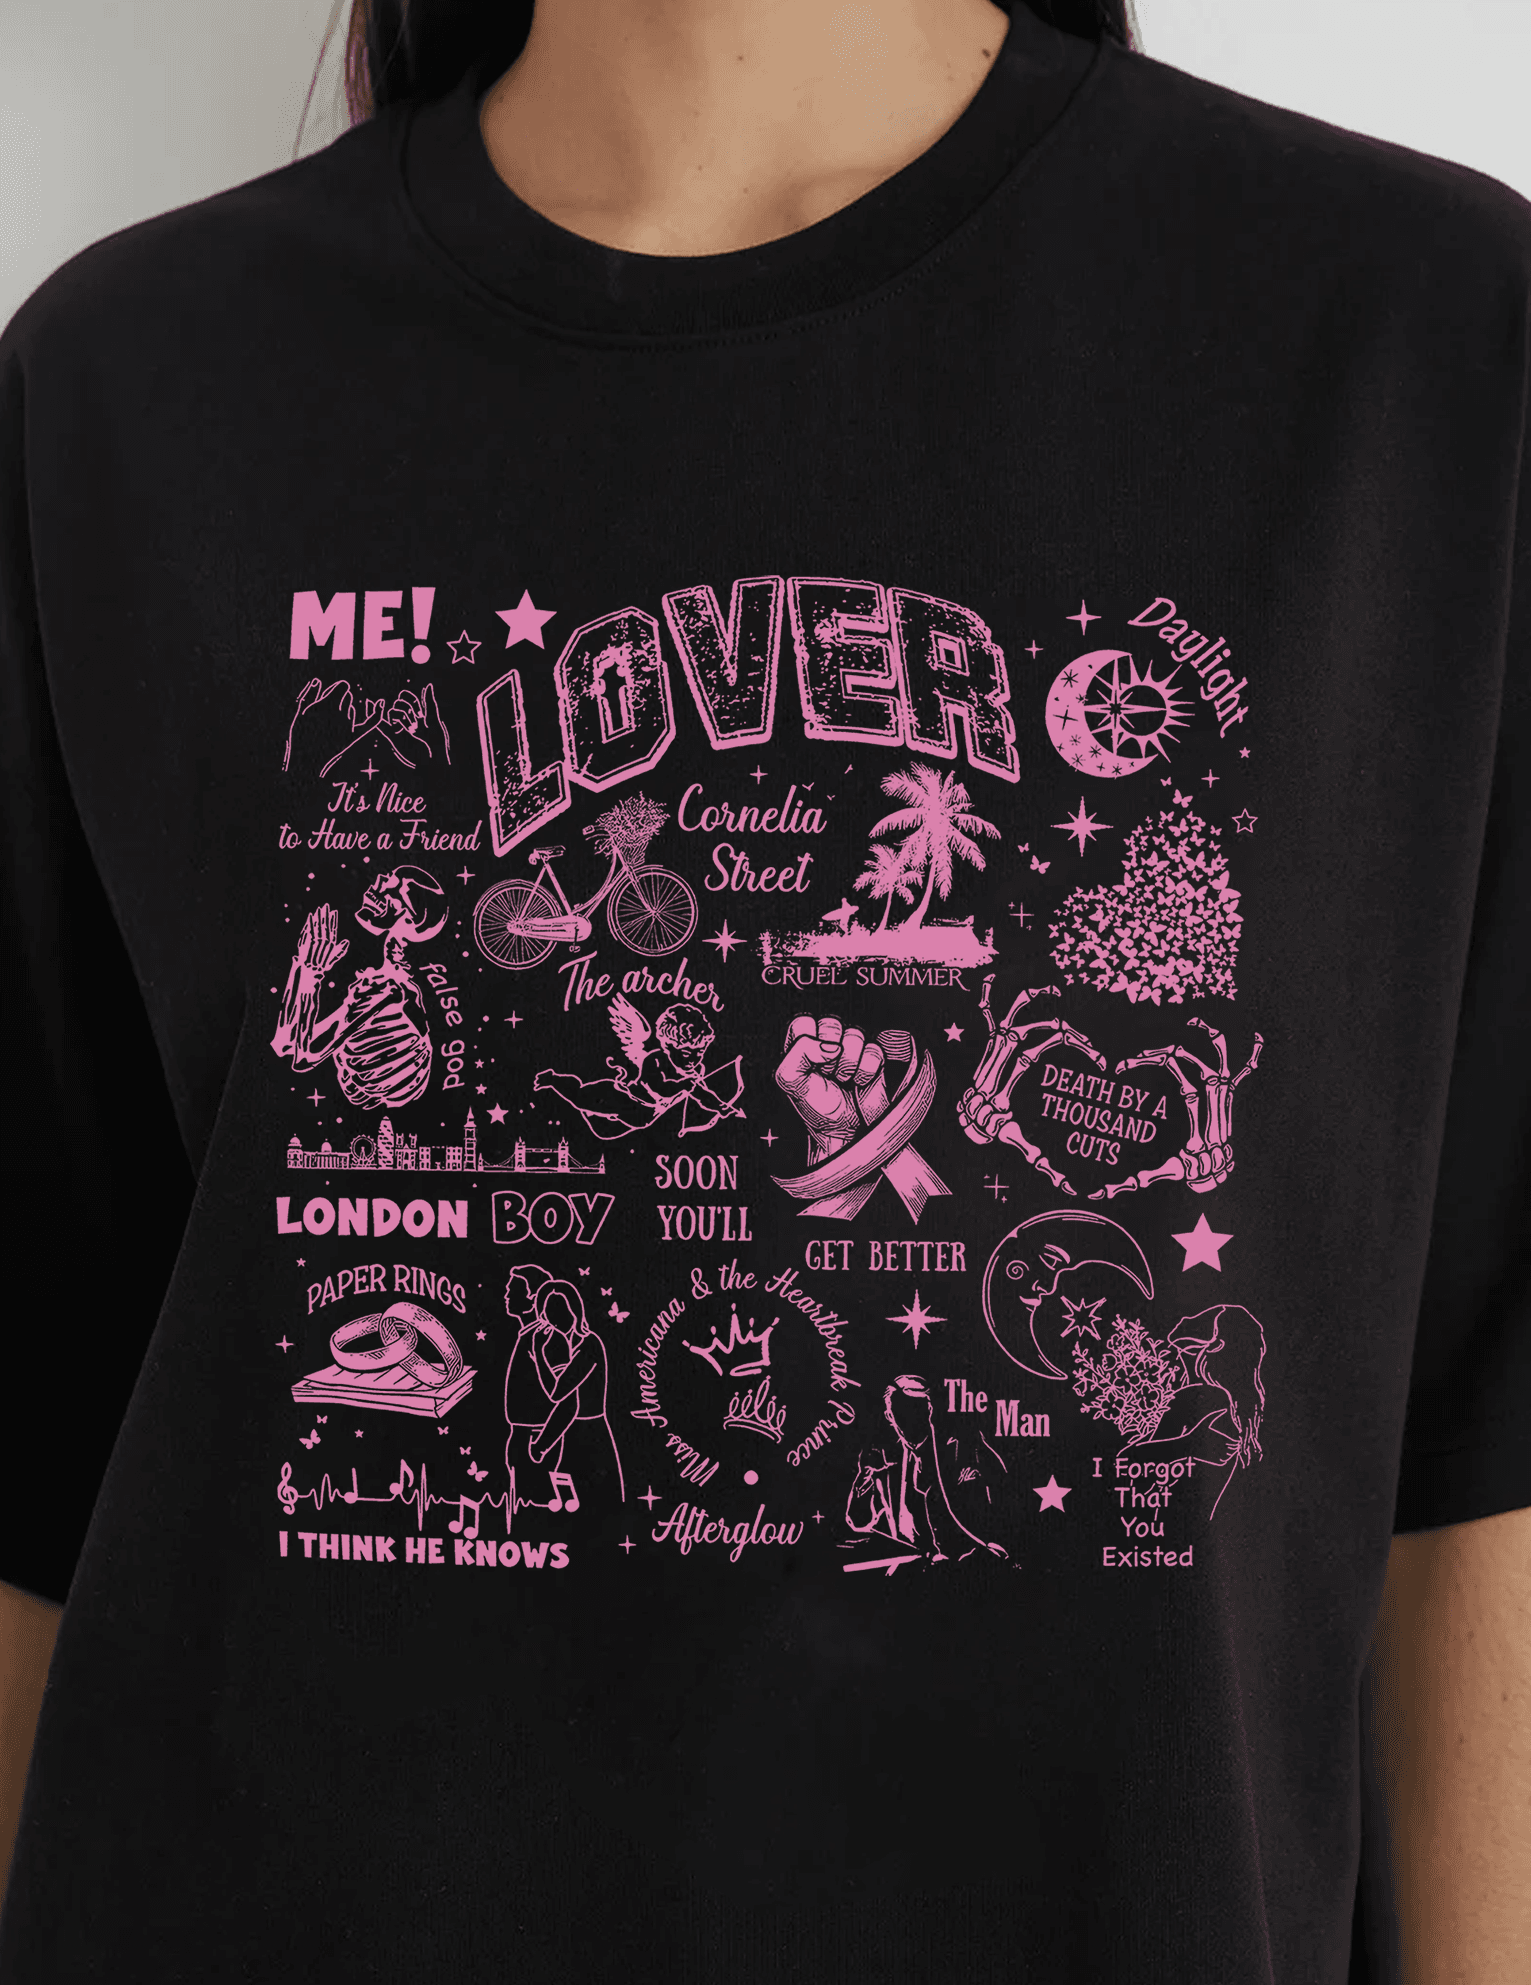 ME!
LOVER
Daylight
It's Nice
to Have a Friend
Cornelia
Street
CRUEL SUMMER
false god
The archer
DEATH BY A
THOUSAND
CUTS
LONDON BOY
SOON
YOU'LL
GET BETTER
PAPER RINGS
Miss Americana & the Heartbreak Prince
The
Man
I THINK HE KNOWS
Afterglow
I Forgot
That
You
Existed